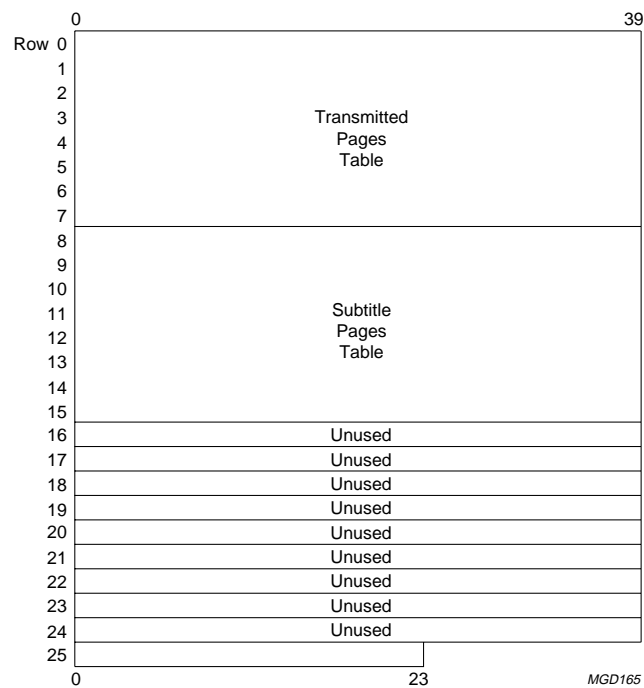 0 39
Row 0
1
2
3 Transmitted
4 Pages
5 Table
6
7
8
9
10
11 Subtitle
12 Pages
13 Table
14
15
16 Unused
17 Unused
18 Unused
19 Unused
20 Unused
21 Unused
22 Unused
23 Unused
24 Unused
25
0 23 MGD165